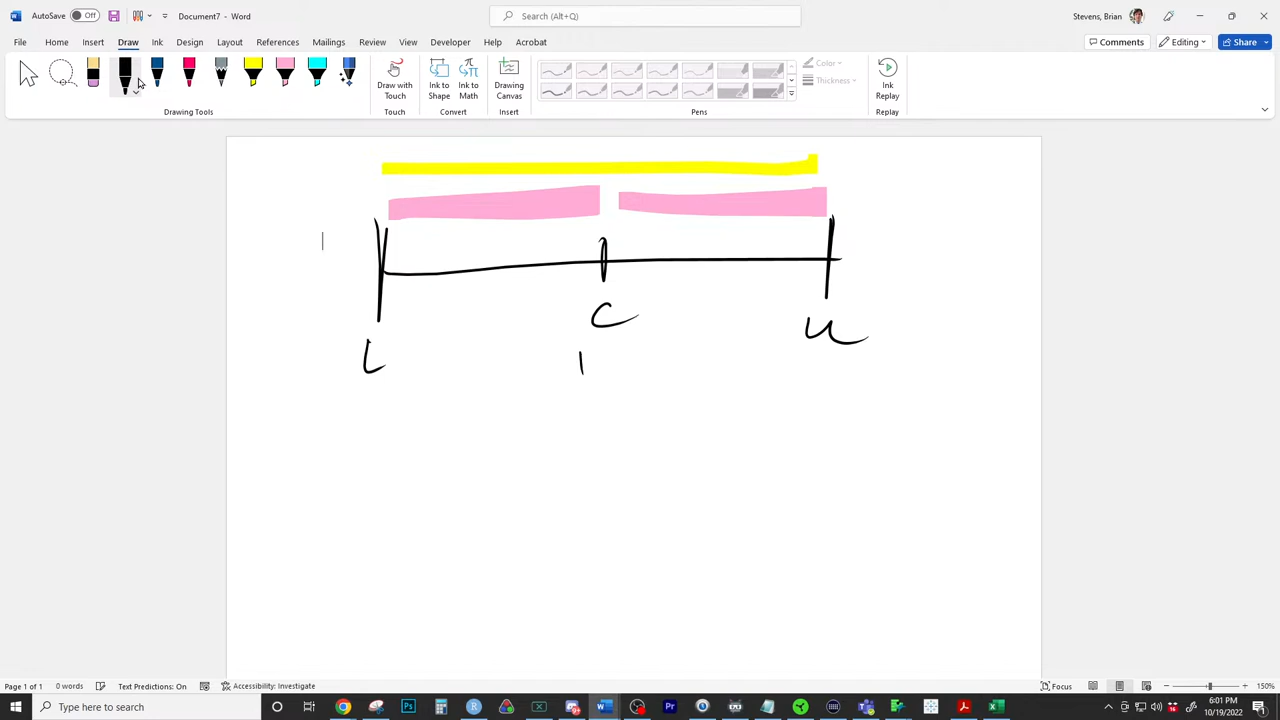 AutoSave Off Document7 - Word Search (Alt+Q) Stevens, Brian
File Home Insert Draw Ink Design Layout References Mailings Review View Developer Help Acrobat Comments Editing Share
Draw with Touch
Ink to Shape
Ink to Math
Drawing Canvas
Color
Thickness
Ink Replay
Drawing Tools Touch Convert Insert Pens Replay
C
U
L
Page 1 of 1 0 words Text Predictions: On Accessibility: Investigate Focus 150%
Type here to search 6:01 PM
10/19/2022